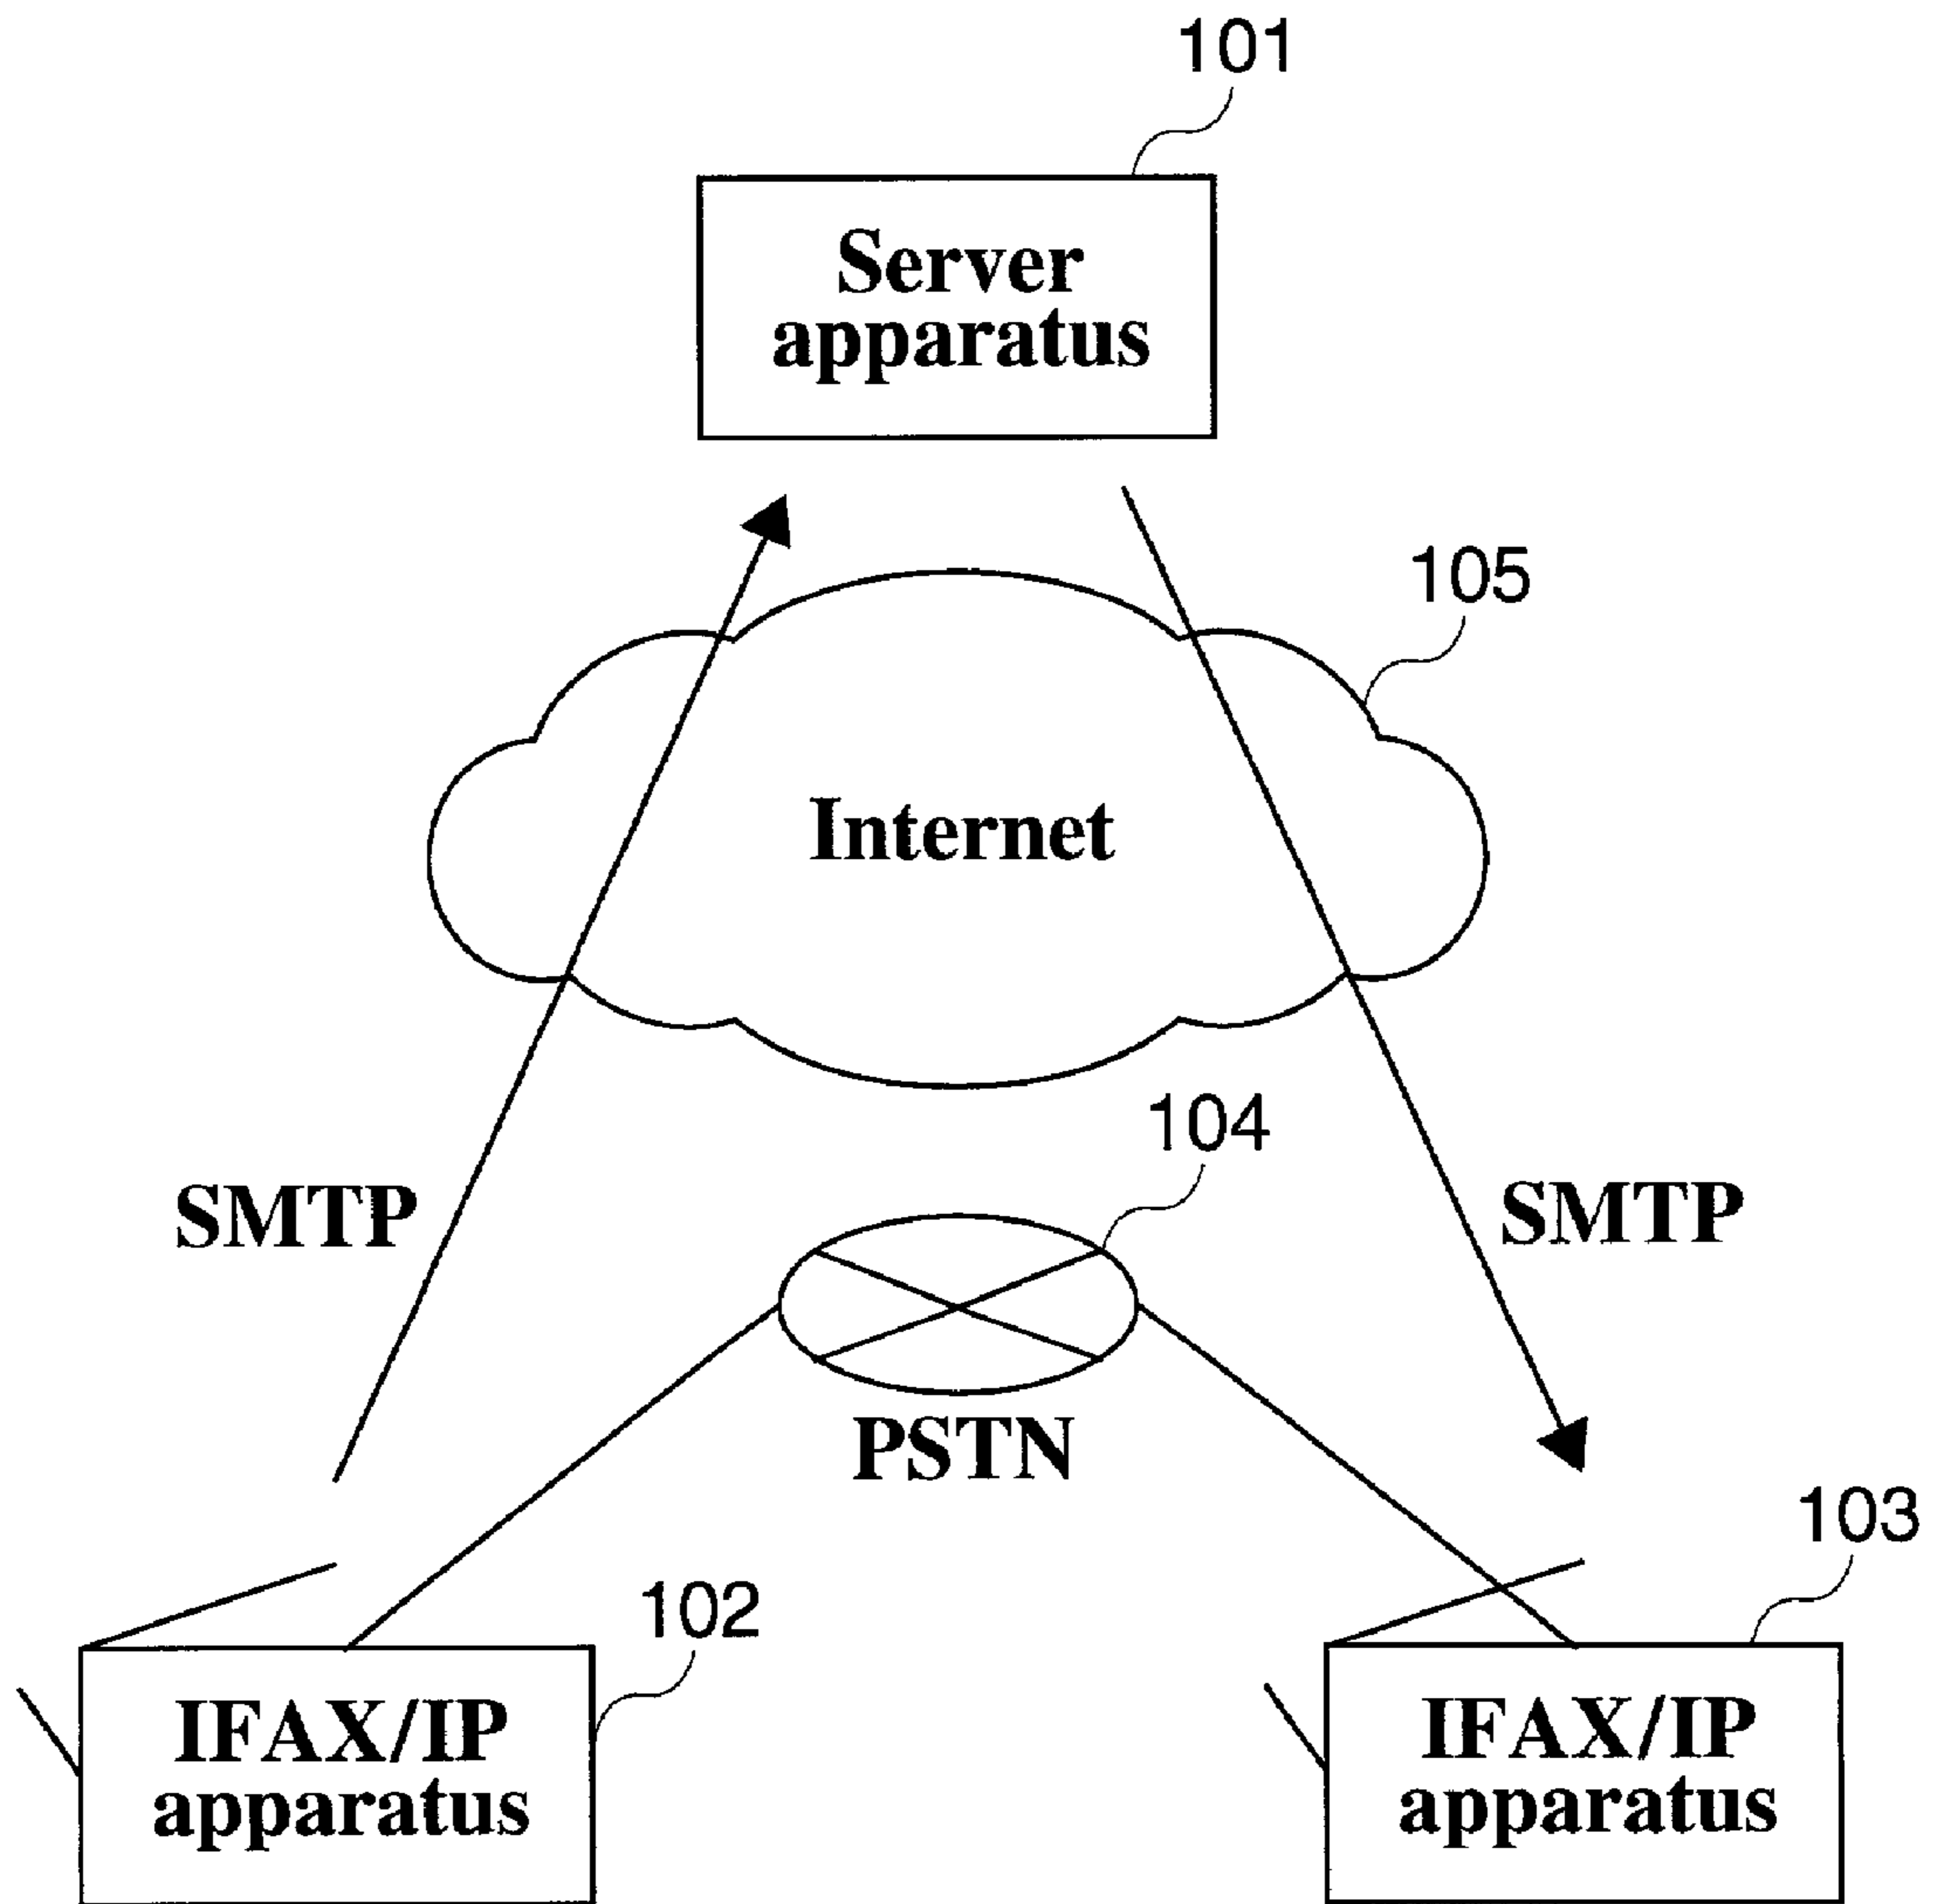 101
Server
apparatus
105
Internet
104
SMTP
SMTP
PSTN
103
102
IFAX/IP
apparatus
IFAX/IP
apparatus